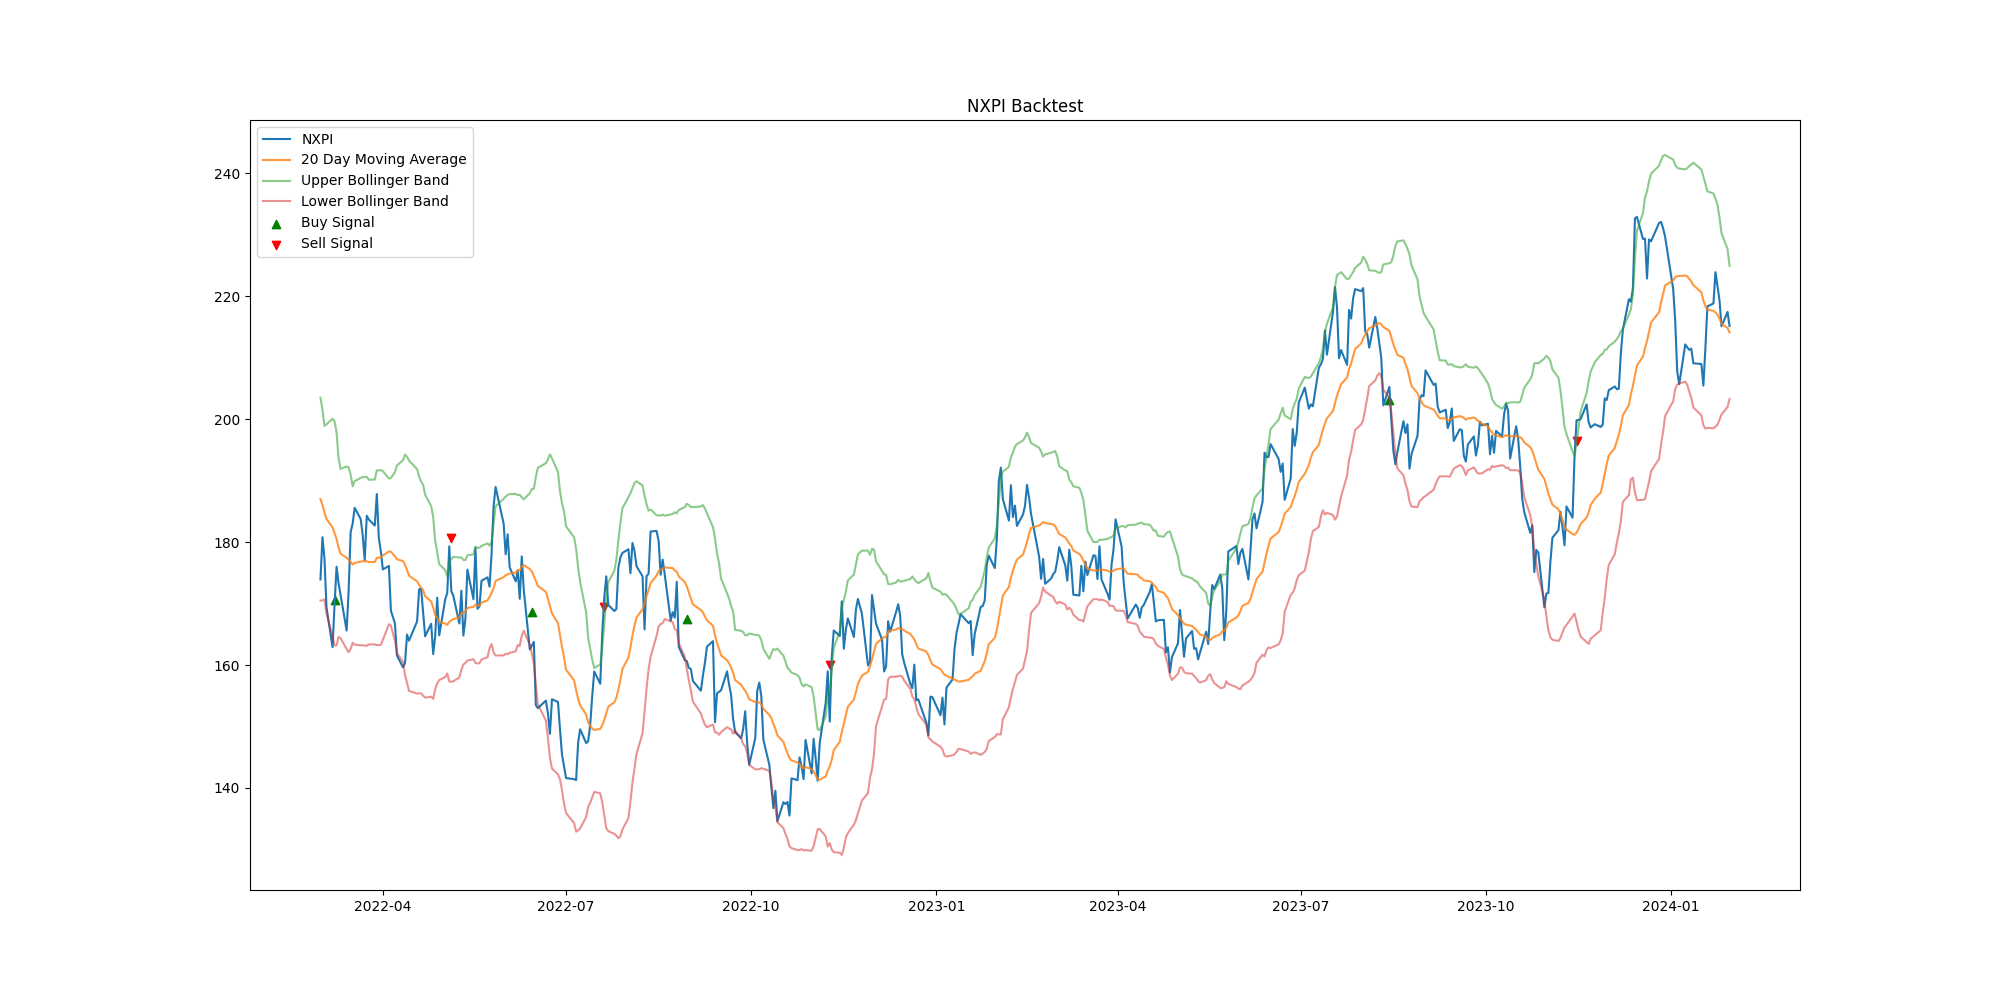 NXPI Backtest
NXPI
20 Day Moving Average
Upper Bollinger Band
Lower Bollinger Band
Buy Signal
Sell Signal
240
220
200
180
160
140
2022-04 2022-07 2022-10 2023-01 2023-04 2023-07 2023-10 2024-01